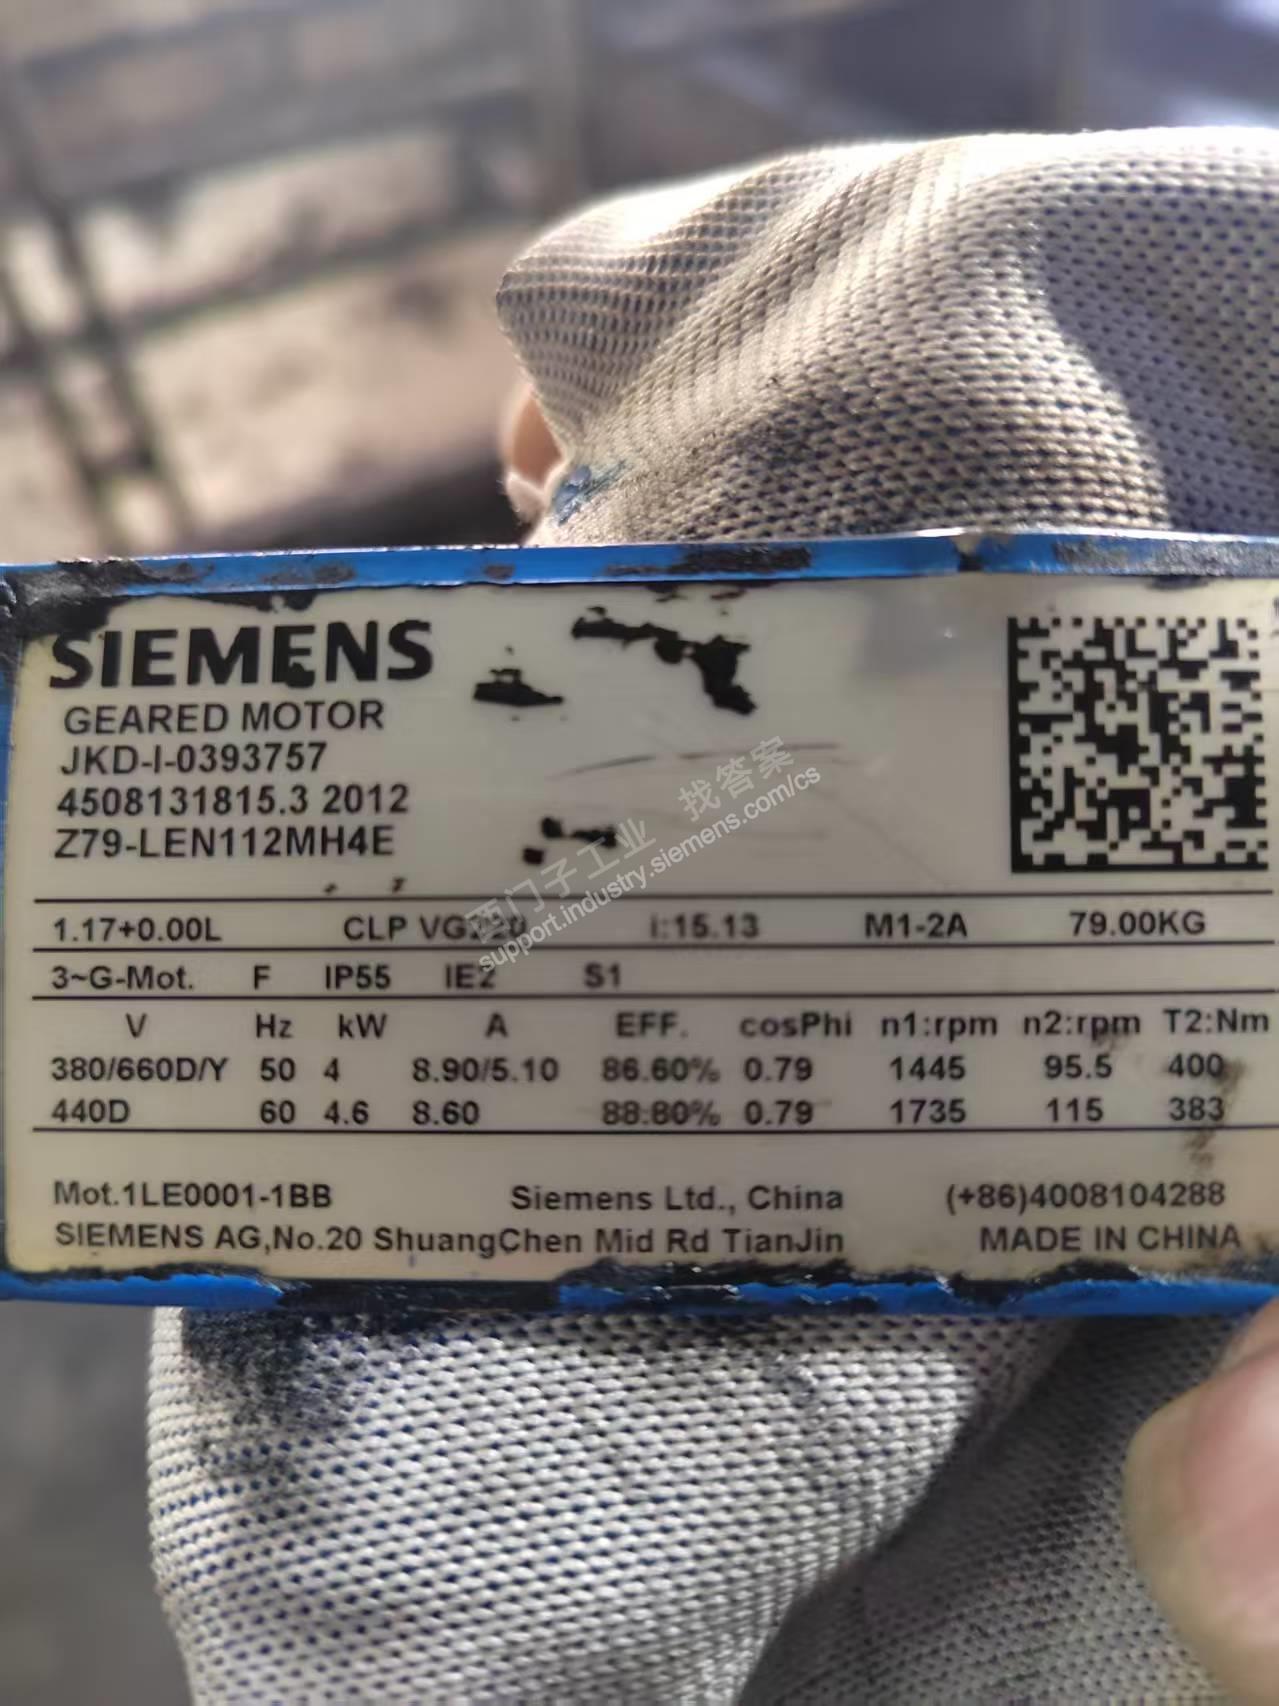 SIEMENS
GEARED MOTOR
JKD-I-0393757
4508131815.3 2012
Z79-LEN112MH4E
1.17+0.00L CLP VG220 i:15.13 M1-2A 79.00KG
3~G-Mot. F IP55 IE2 S1
V Hz kW A EFF. cosPhi n1:rpm n2:rpm T2:Nm
380/660D/Y 50 4 8.90/5.10 86.60% 0.79 1445 95.5 400
440D 60 4.6 8.60 88.80% 0.79 1735 115 383
Mot.1LE0001-1BB Siemens Ltd., China (+86)4008104288
SIEMENS AG,No.20 ShuangChen Mid Rd TianJin MADE IN CHINA
西门子工业 找答案
support.industry.siemens.com/cs